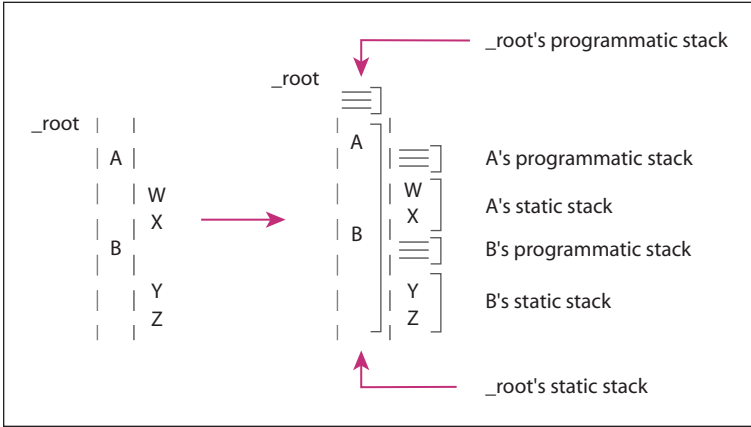 _root's programmatic stack
_root
_root
A
A
A's programmatic stack
W
W
A's static stack
X
X
B
B
B's programmatic stack
Y
Y
B's static stack
Z
Z
_root's static stack